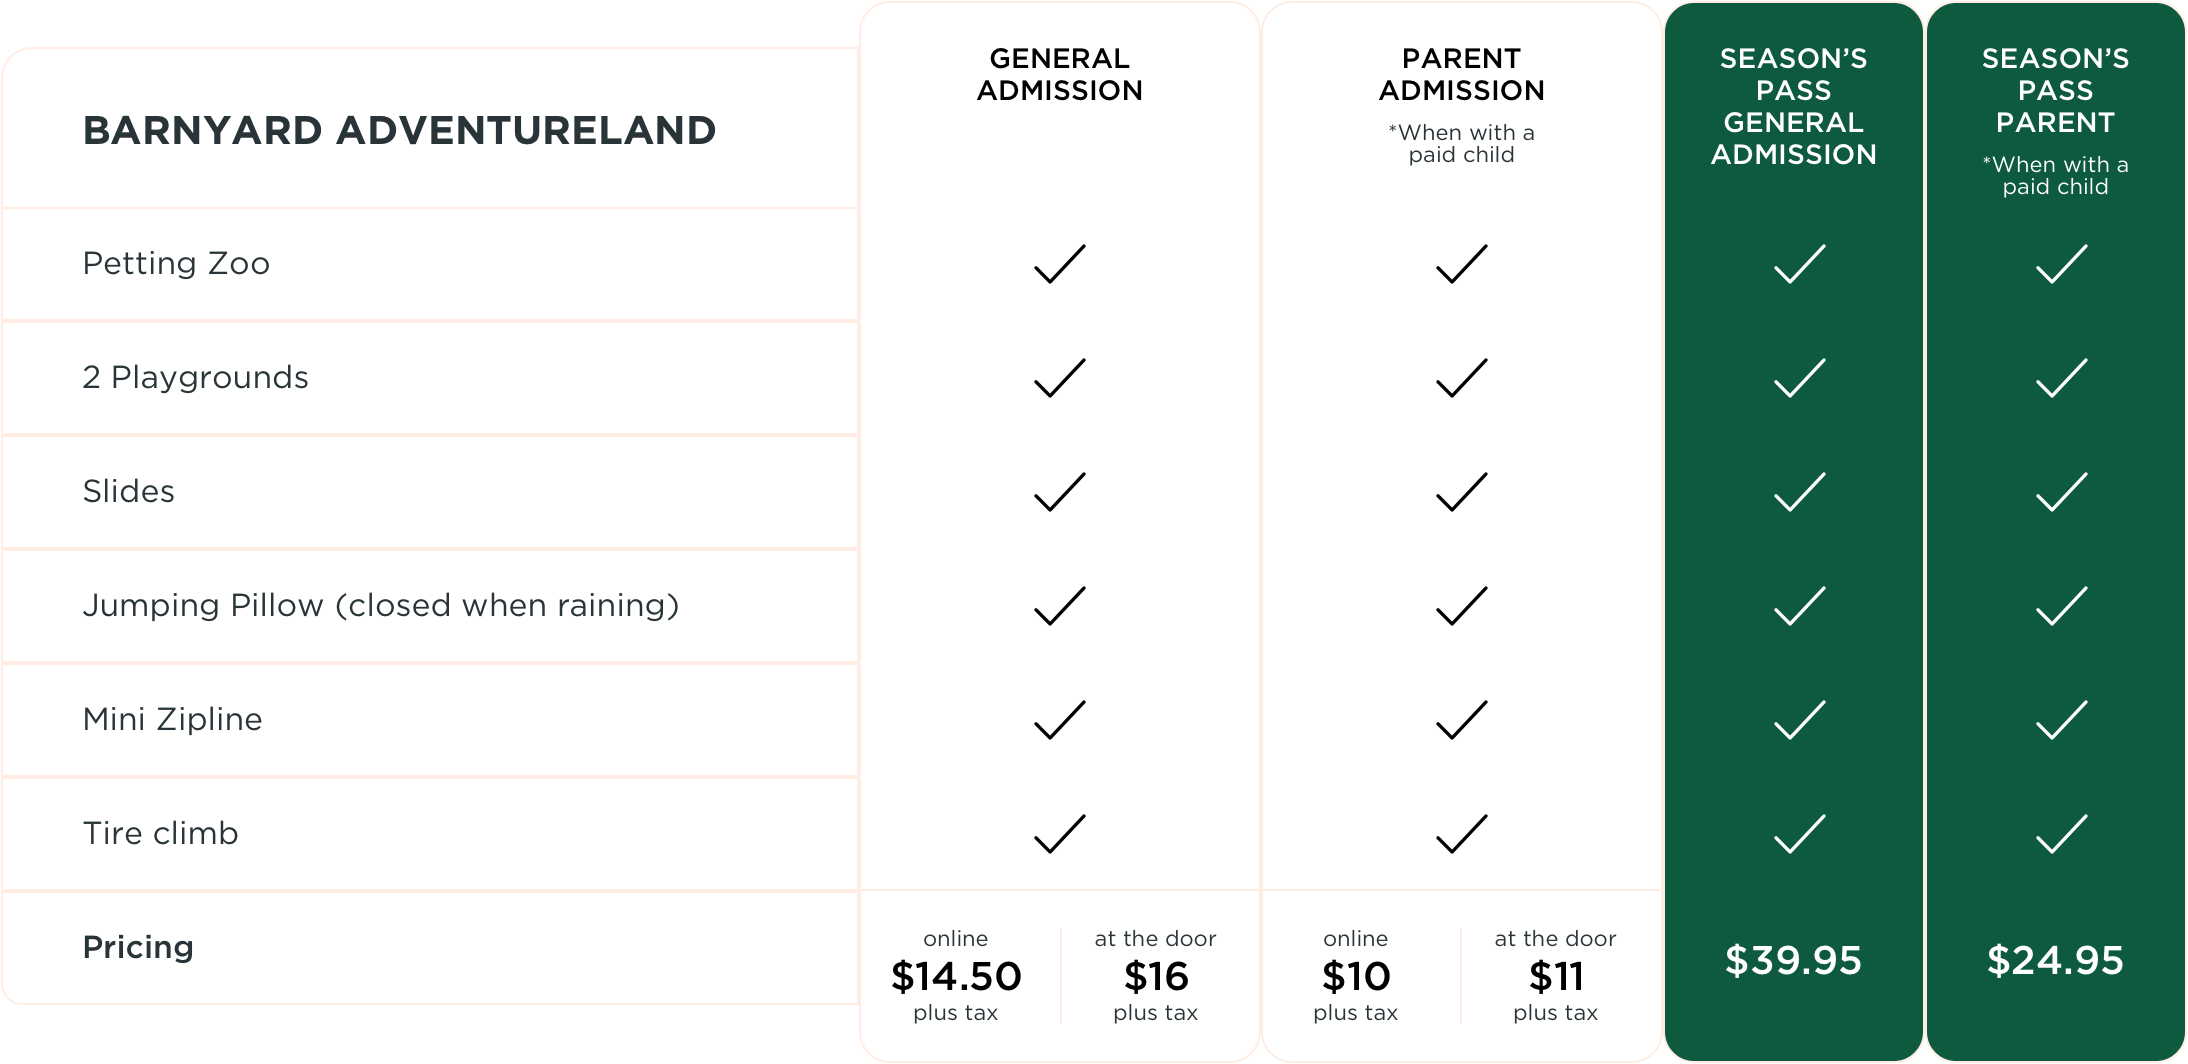 GENERAL
ADMISSION
PARENT
ADMISSION
*When with a
paid child
SEASON’S
PASS
GENERAL
ADMISSION
SEASON’S
PASS
PARENT
*When with a
paid child
BARNYARD ADVENTURELAND
Petting Zoo
2 Playgrounds
Slides
Jumping Pillow (closed when raining)
Mini Zipline
Tire climb
Pricing
online
$14.50
plus tax
at the door
$16
plus tax
online
$10
plus tax
at the door
$11
plus tax
$39.95
$24.95